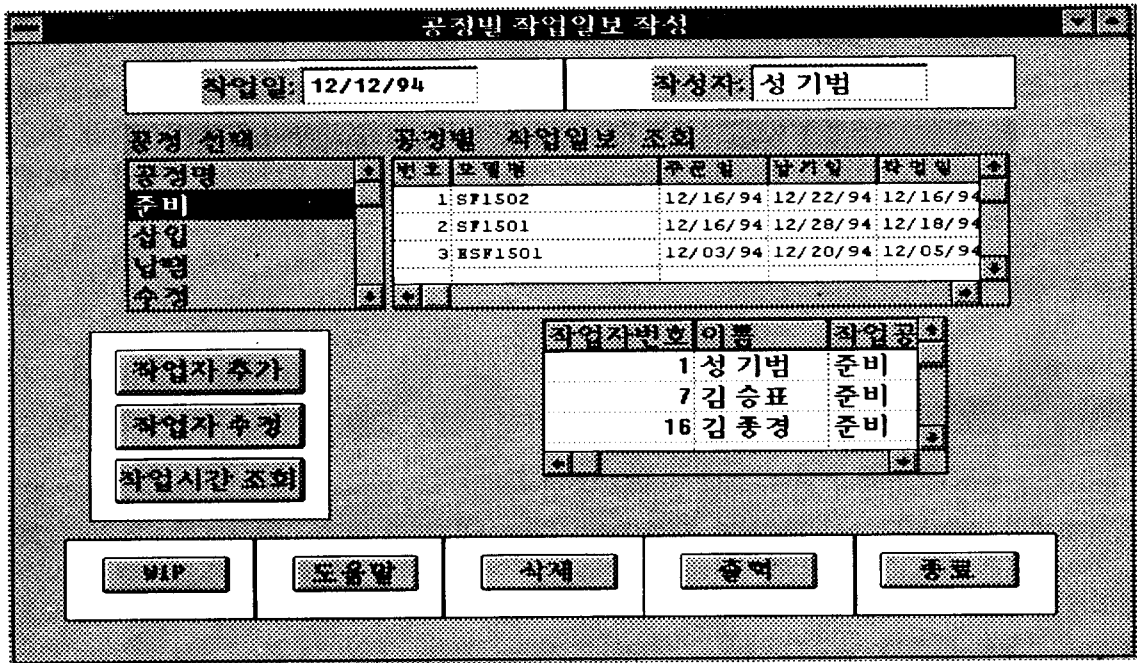 공정별 작업일보 작성
작업일: 12/12/94
작성자: 성 기범
공정 선택
공정별 작업일보 조회
공정명
준비
삽입
납땜
수정
번호 모델명 주문일 납기일 작업일
1 SF1502 12/16/94 12/22/94 12/16/94
2 SF1501 12/16/94 12/28/94 12/18/94
3 ESF1501 12/03/94 12/20/94 12/05/94
작업자번호 이름 작업공
1 성 기범 준비
7 김 승표 준비
16 김 종경 준비
작업자 추가
작업자 수정
작업시간 조회
WIP 도움말 삭제 출력 종료